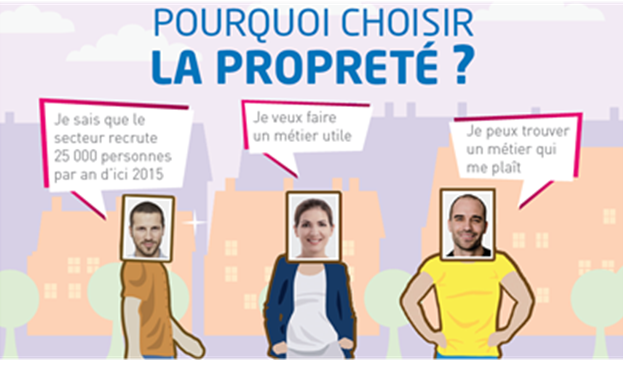 POURQUOI CHOISIR
LA PROPRETÉ ?
Je sais que le
secteur recrute
25 000 personnes
par an d'ici 2015
Je veux faire
un métier utile
Je peux trouver
un métier qui
me plaît